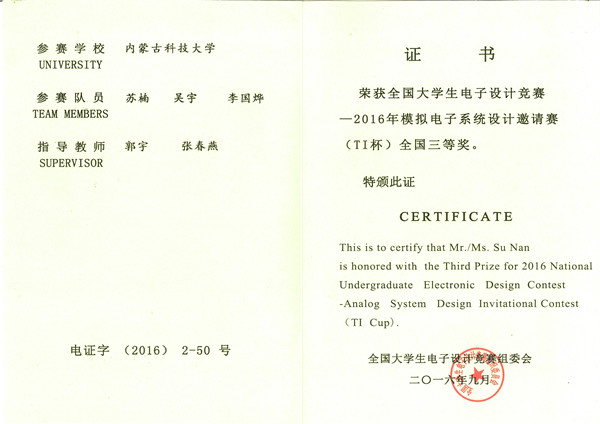 参赛学校 内蒙古科技大学
UNIVERSITY
参赛队员 苏楠 吴宇 李国烨
TEAM MEMBERS
指导教师 郭宇 张春燕
SUPERVISOR
电证字（2016）2-50 号
证 书
荣获全国大学生电子设计竞赛
—2016年模拟电子系统设计邀请赛
（TI杯）全国三等奖。
特颁此证
CERTIFICATE
This is to certify that Mr./Ms. Su Nan
is honored with the Third Prize for 2016 National
Undergraduate Electronic Design Contest
-Analog System Design Invitational Contest
（TI Cup）.
全国大学生电子设计竞赛组委会
二〇一六年九月